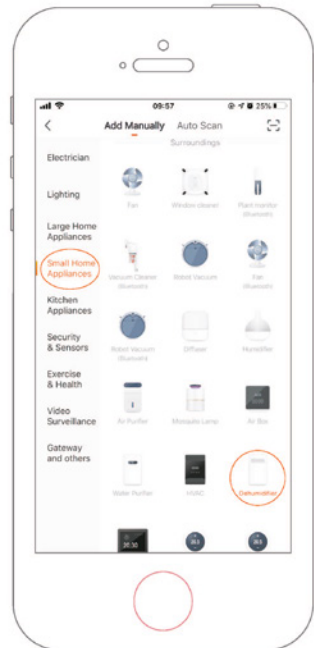 09:57
25%
Add Manually Auto Scan
Surroundings
Electrician
Lighting
Large Home
Appliances
Small Home
Appliances
Kitchen
Appliances
Security
& Sensors
Exercise
& Health
Video
Surveillance
Gateway
and others
Fan
Window cleaner
Plant monitor
(Bluetooth)
Vacuum Cleaner
(Bluetooth)
Robot Vacuum
Fan
(Bluetooth)
Robot Vacuum
(Bluetooth)
Diffuser
Humidifier
Air Purifier
Mosquito Lamp
Air Box
Water Purifier
HVAC
Dehumidifier
20:30